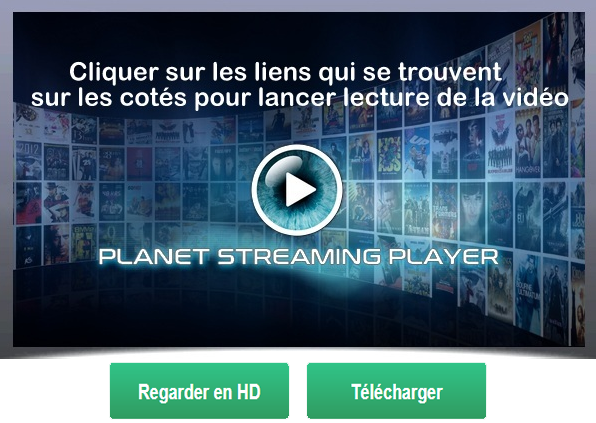 Cliquer sur les liens qui se trouvent
sur les cotés pour lancer lecture de la vidéo
PLANET STREAMING PLAYER
Regarder en HD
Télécharger